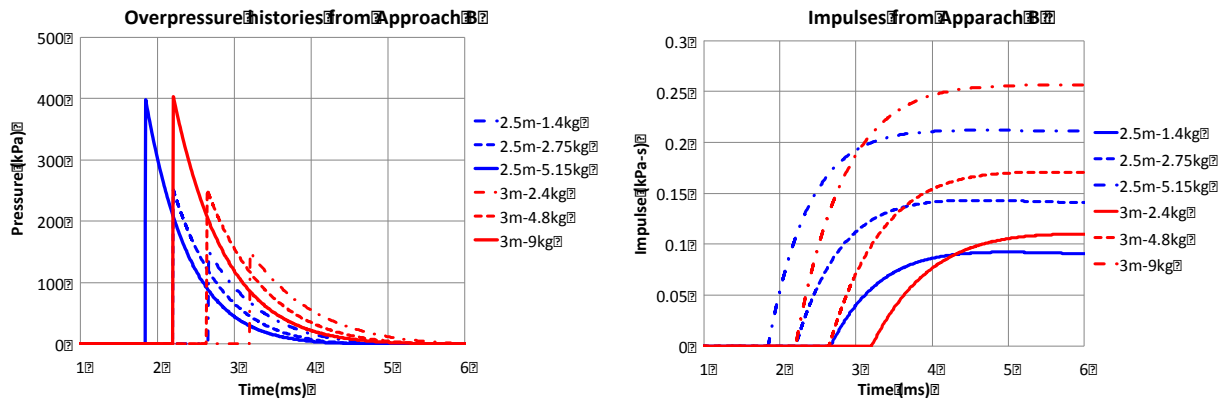 Overpressure histories from Approach B
500
400
300
200
100
0
Pressure (kPa)
1 2 3 4 5 6
Time(ms)
2.5m-1.4kg
2.5m-2.75kg
2.5m-5.15kg
3m-2.4kg
3m-4.8kg
3m-9kg
Impulses from Apparach B
0.3
0.25
0.2
0.15
0.1
0.05
0
Impulse (kPa-s)
1 2 3 4 5 6
Time (ms)
2.5m-1.4kg
2.5m-2.75kg
2.5m-5.15kg
3m-2.4kg
3m-4.8kg
3m-9kg